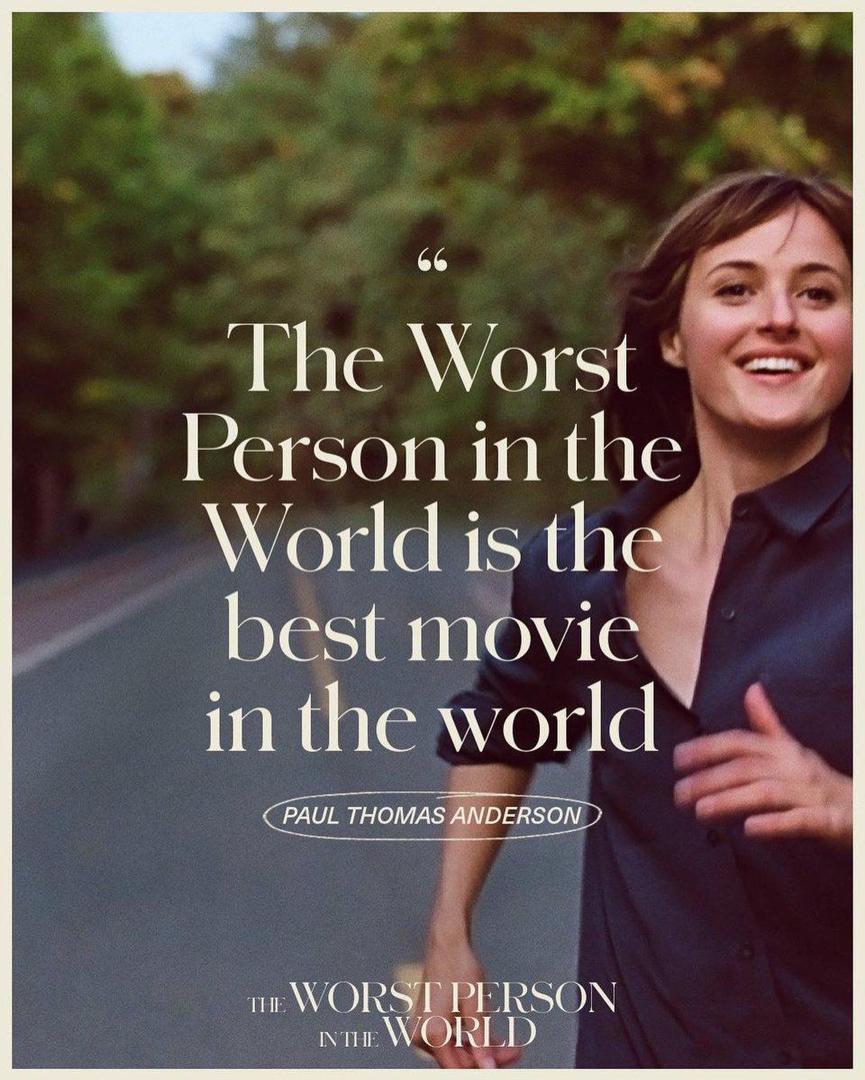 “
The Worst
Person in the
World is the
best movie
in the world
PAUL THOMAS ANDERSON
THE WORST PERSON
IN THE WORLD